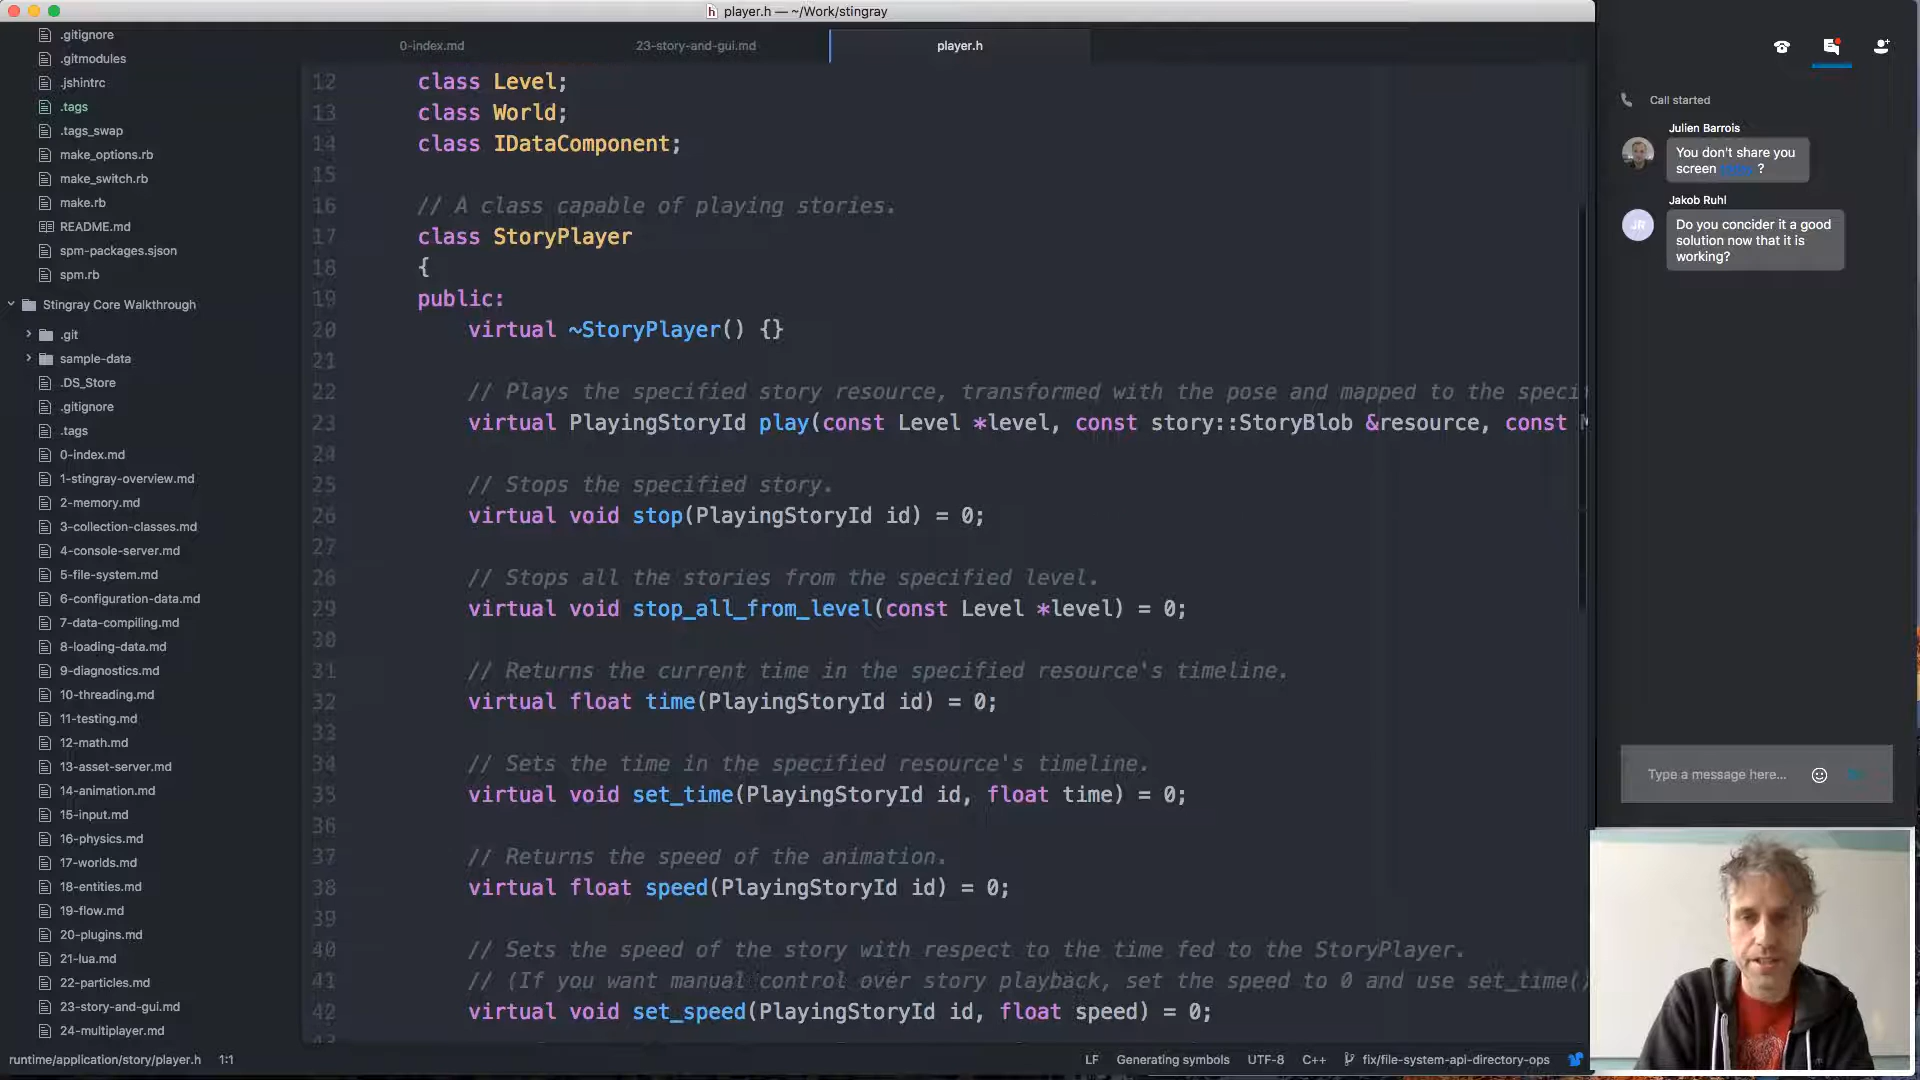 player.h — ~/Work/stingray
.gitignore
.gitmodules
.jshintrc
.tags
.tags_swap
make_options.rb
make_switch.rb
make.rb
README.md
spm-packages.sjson
spm.rb
Stingray Core Walkthrough
.git
sample-data
.DS_Store
.gitignore
.tags
0-index.md
1-stingray-overview.md
2-memory.md
3-collection-classes.md
4-console-server.md
5-file-system.md
6-configuration-data.md
7-data-compiling.md
8-loading-data.md
9-diagnostics.md
10-threading.md
11-testing.md
12-math.md
13-asset-server.md
14-animation.md
15-input.md
16-physics.md
17-worlds.md
18-entities.md
19-flow.md
20-plugins.md
21-lua.md
22-particles.md
23-story-and-gui.md
24-multiplayer.md
0-index.md
23-story-and-gui.md
player.h
12 class Level;
13 class World;
14 class IDataComponent;
15
16 // A class capable of playing stories.
17 class StoryPlayer
18 {
19 public:
20 virtual ~StoryPlayer() {}
21
22 // Plays the specified story resource, transformed with the pose and mapped to the speci
23 virtual PlayingStoryId play(const Level *level, const story::StoryBlob &resource, const
24
25 // Stops the specified story.
26 virtual void stop(PlayingStoryId id) = 0;
27
28 // Stops all the stories from the specified level.
29 virtual void stop_all_from_level(const Level *level) = 0;
30
31 // Returns the current time in the specified resource's timeline.
32 virtual float time(PlayingStoryId id) = 0;
33
34 // Sets the time in the specified resource's timeline.
35 virtual void set_time(PlayingStoryId id, float time) = 0;
36
37 // Returns the speed of the animation.
38 virtual float speed(PlayingStoryId id) = 0;
39
40 // Sets the speed of the story with respect to the time fed to the StoryPlayer.
41 // (If you want manual control over story playback, set the speed to 0 and use set_time()
42 virtual void set_speed(PlayingStoryId id, float speed) = 0;
runtime/application/story/player.h 1:1
LF Generating symbols UTF-8 C++ fix/file-system-api-directory-ops
Call started
Julien Barrois
You don't share you
screen ?
Jakob Ruhl
JR
Do you concider it a good
solution now that it is
working?
Type a message here...